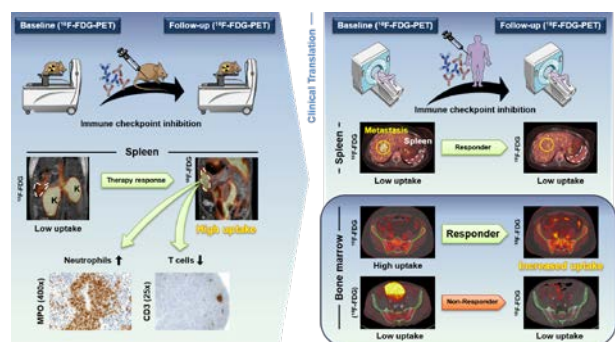 Baseline (¹⁸F-FDG-PET)
Follow-up (¹⁸F-FDG-PET)
Immune checkpoint inhibition
Spleen
¹⁸F-FDG
K
K
Low uptake
Therapy response
¹⁸F-FDG
High uptake
Neutrophils ↑
T cells ↓
MPO (400x)
CD3 (25x)
Clinical Translation
Baseline (¹⁸F-FDG-PET)
Follow-up (¹⁸F-FDG-PET)
Immune checkpoint inhibition
– Spleen –
¹⁸F-FDG
Metastasis
Spleen
Low uptake
Responder
¹⁸F-FDG
Low uptake
Bone marrow
¹⁸F-FDG
High uptake
Responder
¹⁸F-FDG
Increased uptake
(¹⁸F-FDG)
Low uptake
Non-Responder
¹⁸F-FDG
Low uptake